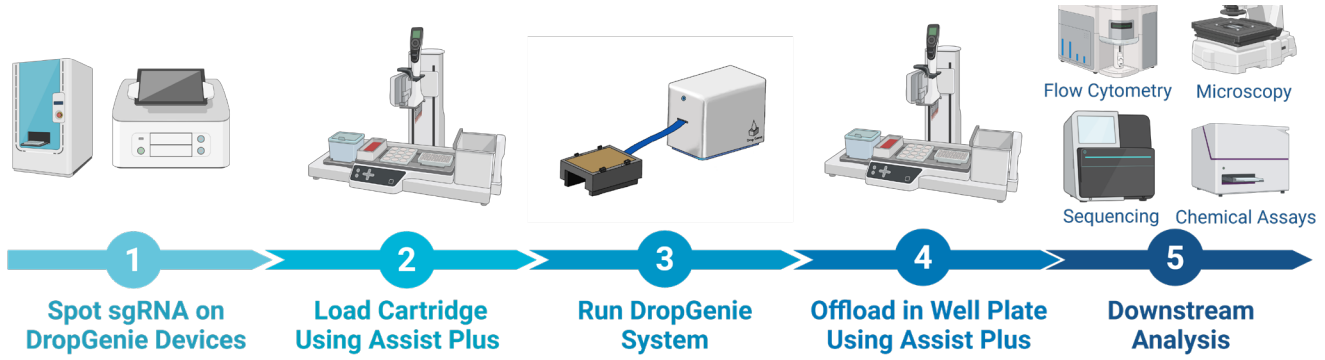 Flow Cytometry
Microscopy
Sequencing
Chemical Assays
1
Spot sgRNA on
DropGenie Devices
2
Load Cartridge
Using Assist Plus
3
Run DropGenie
System
4
Offload in Well Plate
Using Assist Plus
5
Downstream
Analysis